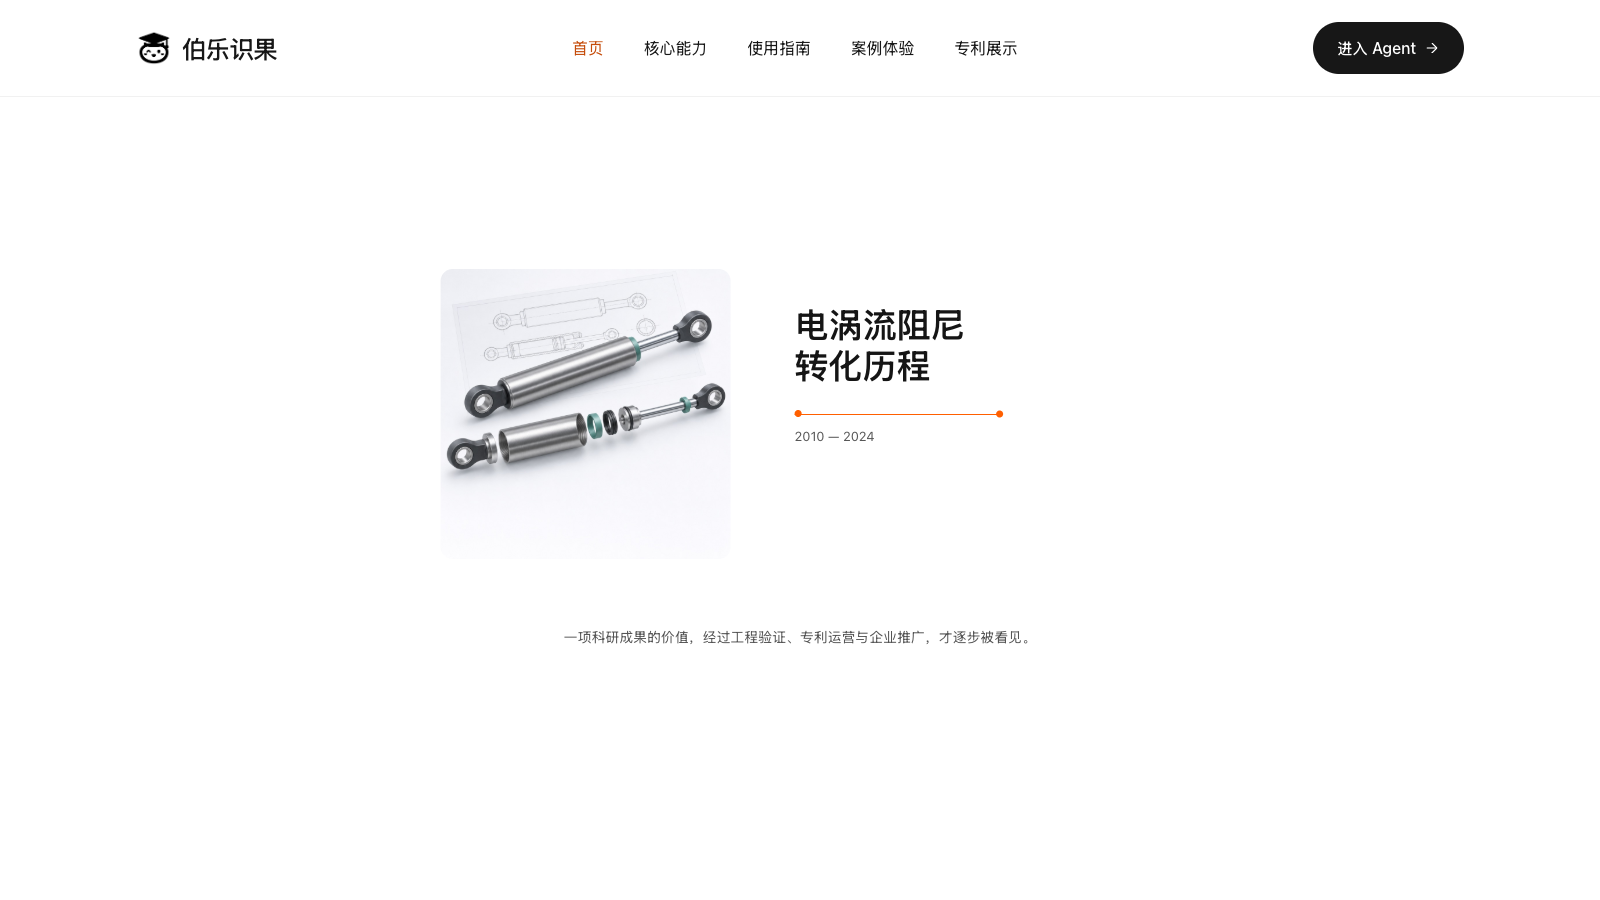 伯乐识果
首页
核心能力
使用指南
案例体验
专利展示
进入 Agent →
电涡流阻尼
转化历程
2010 — 2024
一项科研成果的价值，经过工程验证、专利运营与企业推广，才逐步被看见。